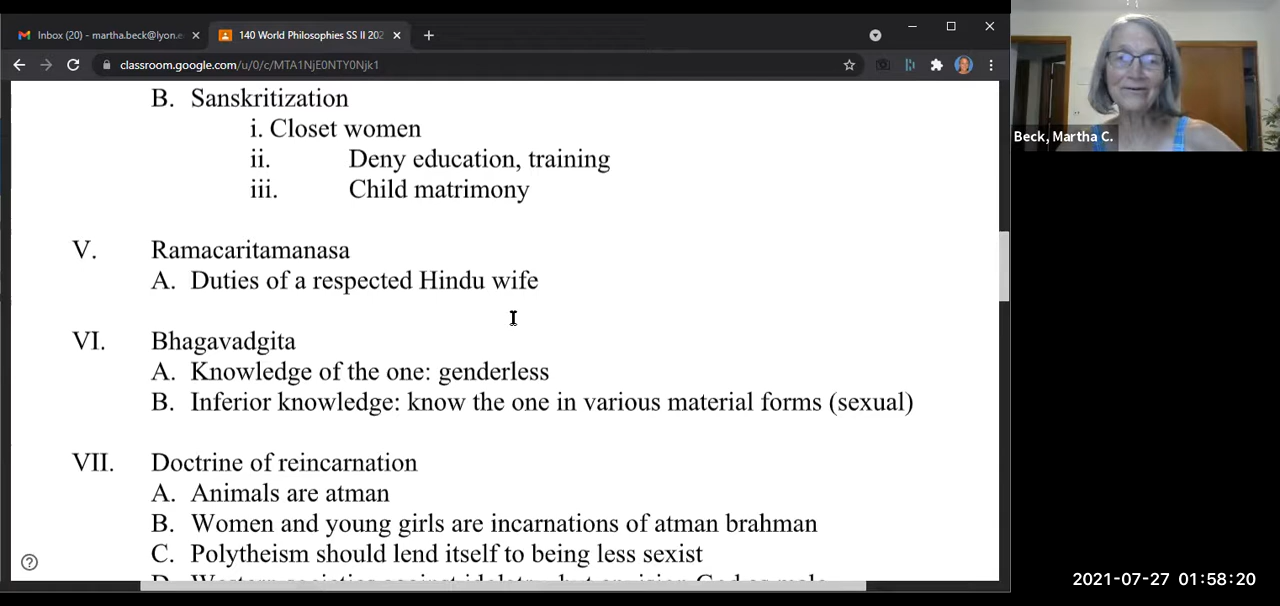 Inbox (20) - martha.beck@lyon.e
140 World Philosophies SS II 202
classroom.google.com/u/0/c/MTA1NjE0NTY0Njk1
B. Sanskritization
i. Closet women
ii. Deny education, training
iii. Child matrimony
V. Ramacaritamanasa
A. Duties of a respected Hindu wife
VI. Bhagavadgita
A. Knowledge of the one: genderless
B. Inferior knowledge: know the one in various material forms (sexual)
VII. Doctrine of reincarnation
A. Animals are atman
B. Women and young girls are incarnations of atman brahman
C. Polytheism should lend itself to being less sexist
Beck, Martha C.
2021-07-27 01:58:20